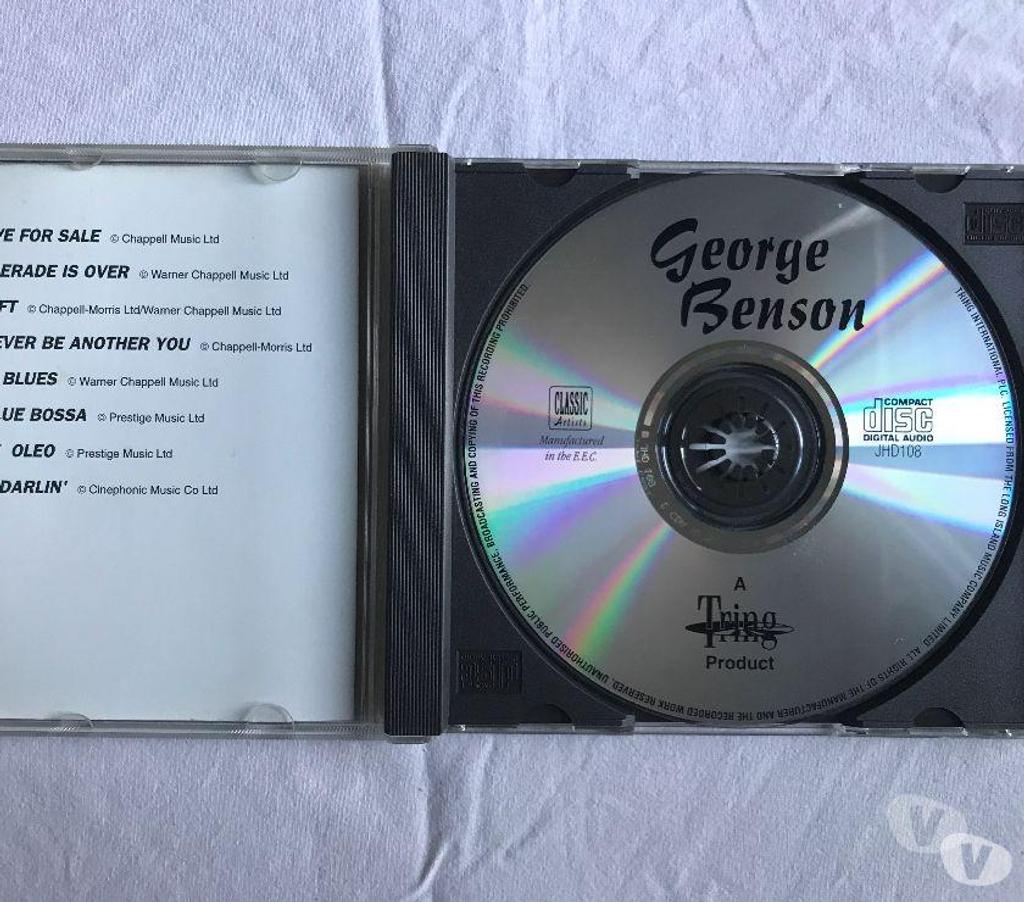 VE FOR SALE © Chappell Music Ltd
ERADE IS OVER © Warner Chappell Music Ltd
FT © Chappell-Morris Ltd/Warner Chappell Music Ltd
EVER BE ANOTHER YOU © Chappell-Morris Ltd
BLUES © Warner Chappell Music Ltd
LUE BOSSA © Prestige Music Ltd
OLEO © Prestige Music Ltd
DARLIN' © Cinephonic Music Co Ltd
George
Benson
CLASSIC
Artists
Manufactured
in the E.E.C.
COMPACT
disc
DIGITAL AUDIO
JHD108
A
Tring
Product
TRING INTERNATIONAL PLC. LICENSED FROM THE LONG ISLAND MUSIC COMPANY LIMITED. ALL RIGHTS OF THE MANUFACTURER AND THE RECORDED WORK RESERVED. UNAUTHORISED PUBLIC PERFORMANCE, BROADCASTING AND COPYING OF THIS RECORDING PROHIBITED.
V
V